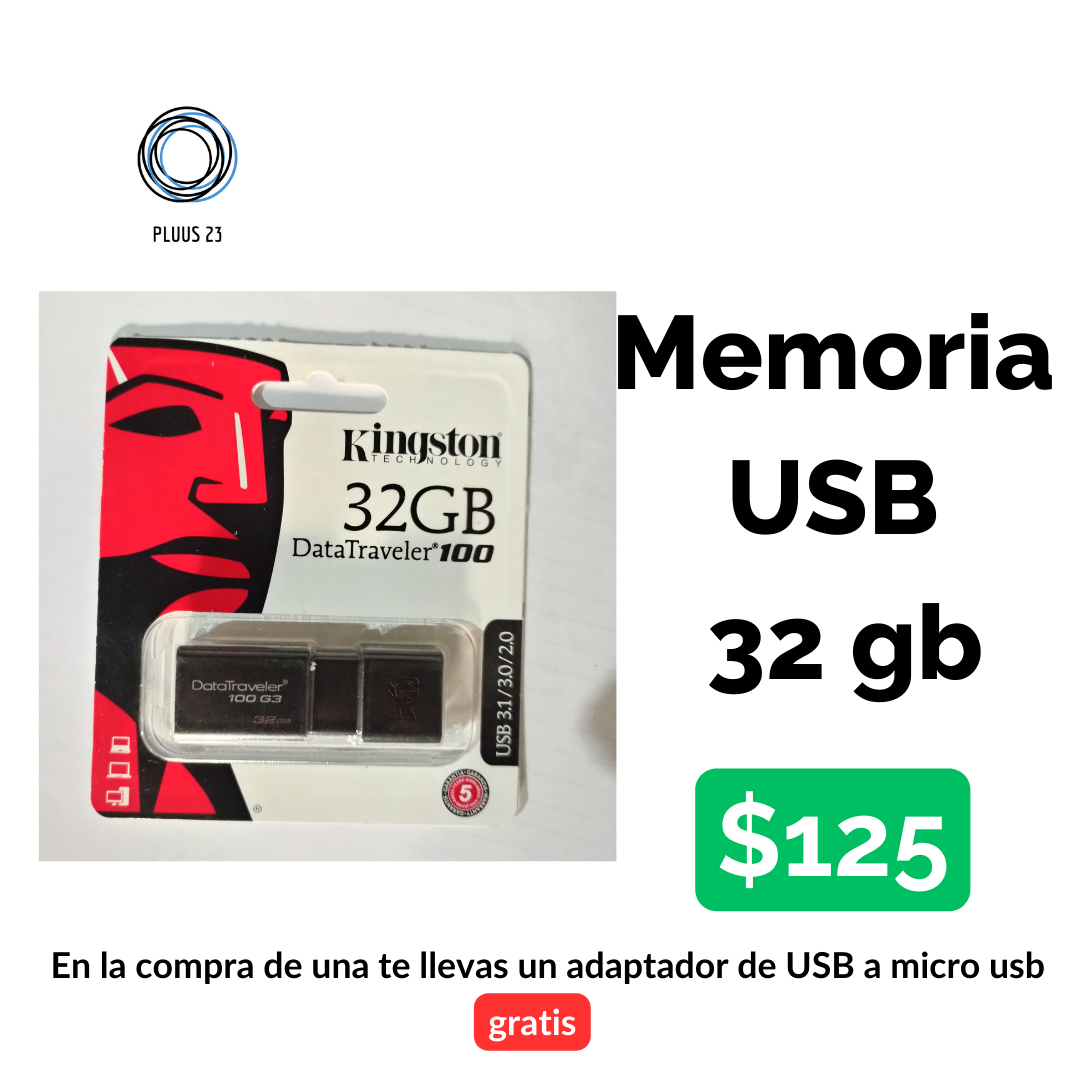 PLUUS 23
Kingston
TECHNOLOGY
32GB
DataTraveler®100
DataTraveler®
100 G3
32GB
USB 3.1 / 3.0 / 2.0
5
®
Memoria
USB
32 gb
$125
En la compra de una te llevas un adaptador de USB a micro usb
gratis